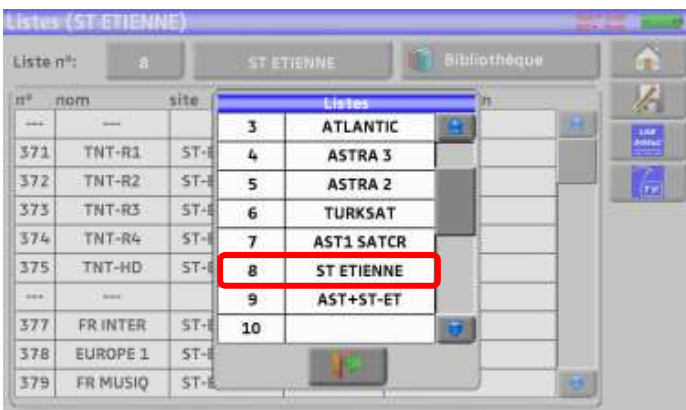 Listes (ST ETIENNE)
Liste n°: 8 ST ETIENNE Bibliothèque
n° nom site n
Listes
--- ---
3 ATLANTIC
371 TNT-R1 ST-
4 ASTRA 3
372 TNT-R2 ST-
5 ASTRA 2
373 TNT-R3 ST-
6 TURKSAT
374 TNT-R4 ST-
7 AST1 SATCR
375 TNT-HD ST-
8 ST ETIENNE
--- ---
9 AST+ST-ET
377 FR INTER ST-
10
378 EUROPE 1 ST-
379 FR MUSIQ ST-
TV